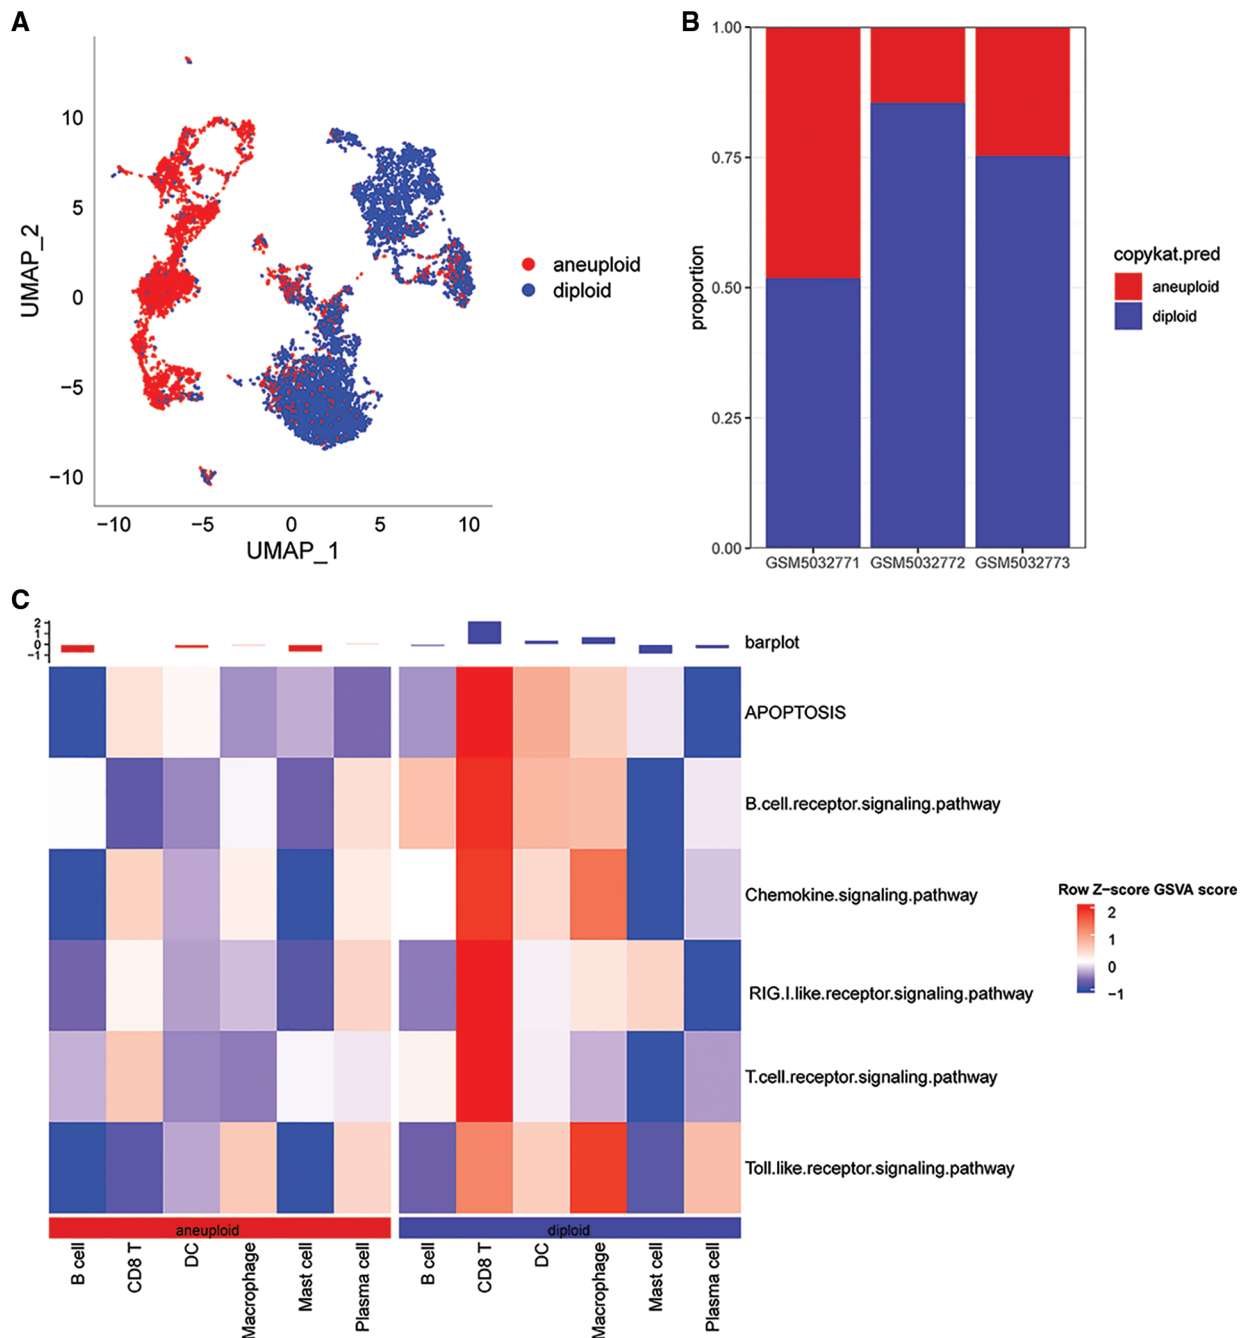 A
10
5
0
−5
−10
UMAP_2
−10
−5
0
5
10
UMAP_1
aneuploid
diploid
B
1.00
0.75
0.50
0.25
0.00
proportion
GSM5032771
GSM5032772
GSM5032773
copykat.pred
aneuploid
diploid
C
2
1
0
−1
barplot
APOPTOSIS
B.cell.receptor.signaling.pathway
Chemokine.signaling.pathway
RIG.I.like.receptor.signaling.pathway
T.cell.receptor.signaling.pathway
Toll.like.receptor.signaling.pathway
Row Z−score GSVA score
2
1
0
−1
aneuploid
diploid
B cell
CD8 T
DC
Macrophage
Mast cell
Plasma cell
B cell
CD8 T
DC
Macrophage
Mast cell
Plasma cell